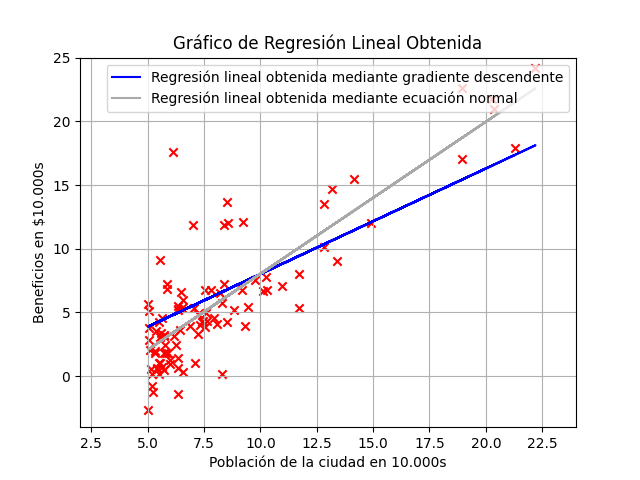 Gráfico de Regresión Lineal Obtenida
Regresión lineal obtenida mediante gradiente descendente
Regresión lineal obtenida mediante ecuación normal
Beneficios en $10.000s
25
20
15
10
5
0
2.5 5.0 7.5 10.0 12.5 15.0 17.5 20.0 22.5
Población de la ciudad en 10.000s